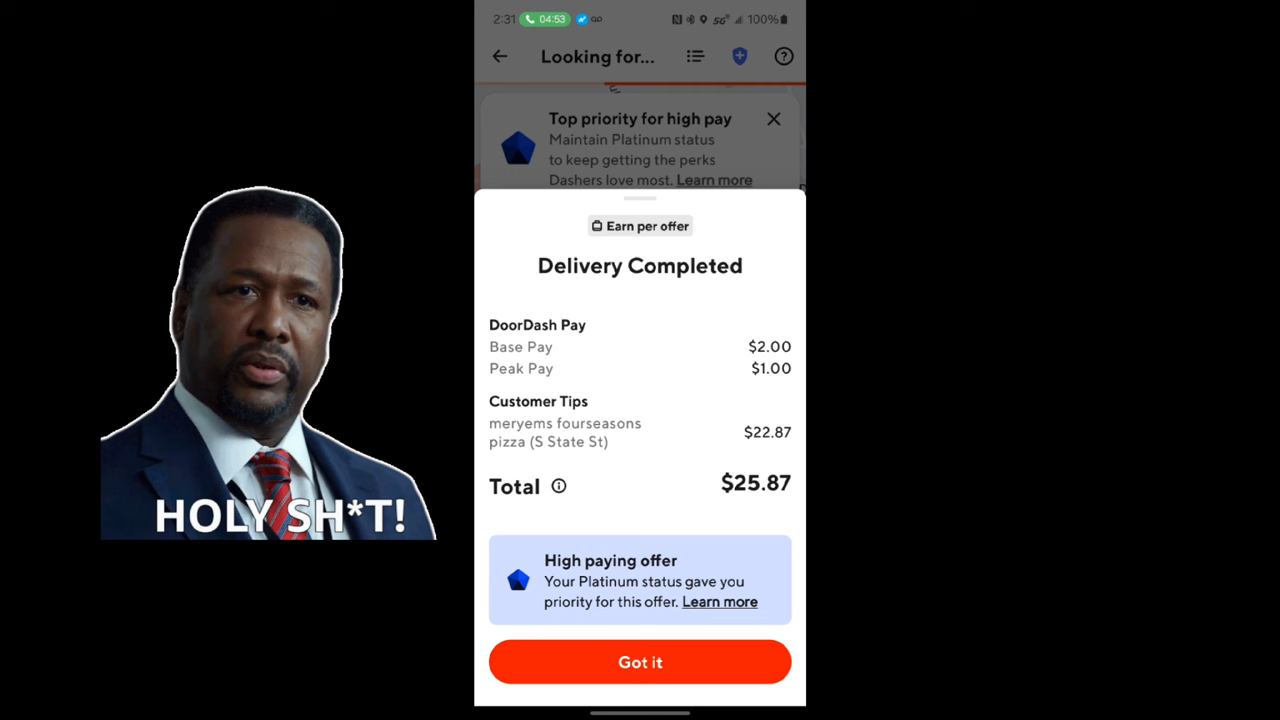 2:31 04:53 5G 100%
Looking for...
Top priority for high pay
Maintain Platinum status
to keep getting the perks
Dashers love most. Learn more
Earn per offer
Delivery Completed
DoorDash Pay
Base Pay $2.00
Peak Pay $1.00
Customer Tips
meryems fourseasons
pizza (S State St) $22.87
Total $25.87
High paying offer
Your Platinum status gave you
priority for this offer. Learn more
Got it
HOLY SH*T!